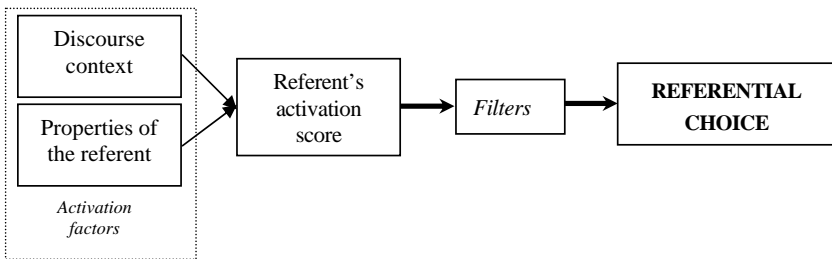 Discourse
context
Properties of
the referent
Activation
factors
Referent’s
activation
score
Filters
REFERENTIAL
CHOICE